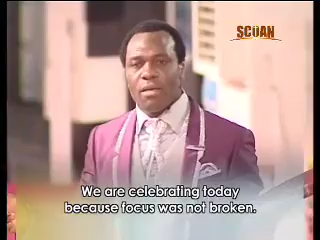 SCOAN
We are celebrating today
because focus was not broken.